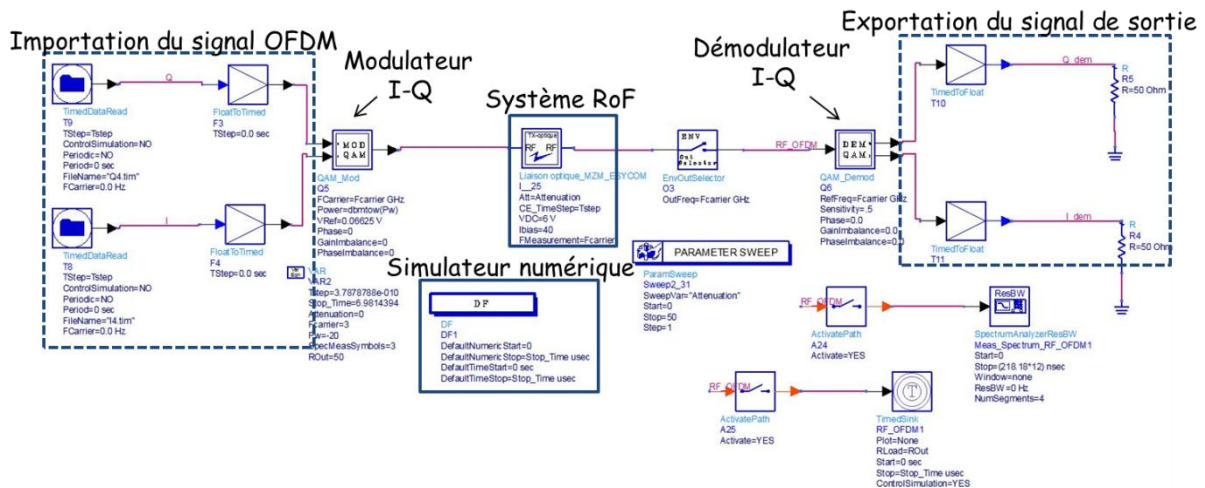 Importation du signal OFDM
Q
TimedDataRead
T9
TStep=Tstep
ControlSimulation=NO
Periodic=NO
Period=0 sec
FileName="Q4.tim"
FCarrier=0.0 Hz
FloatToTimed
F3
TStep=0.0 sec
I
TimedDataRead
T8
TStep=Tstep
ControlSimulation=NO
Periodic=NO
Period=0 sec
FileName="I4.tim"
FCarrier=0.0 Hz
FloatToTimed
F4
TStep=0.0 sec
Modulateur
I-Q
MOD
QAM
QAM_Mod
Q5
FCarrier=Fcarrier GHz
Power=dbmtow(Pw)
VRef=0.06625 V
Phase=0
GainImbalance=0
PhaseImbalance=0
VAR
VAR2
Tstep=3.7878788e-010
Stop_Time=6.9814394
Attenuation=0
Fcarrier=3
Pw=-20
SpecMeasSymbols=3
ROut=50
Système RoF
TX-optique
RF RF
Liaison optique_MZM_ESYCOM
I__25
Att=Attenuation
CE_TimeStep=Tstep
VDC=6 V
Ibias=40
FMeasurement=Fcarrier
Simulateur numérique
DF
DF
DF1
DefaultNumericStart=0
DefaultNumericStop=Stop_Time usec
DefaultTimeStart=0 sec
DefaultTimeStop=Stop_Time usec
ENV
Out
Selector
EnvOutSelector
O3
OutFreq=Fcarrier GHz
RF_OFDM
PARAMETER SWEEP
ParamSweep
Sweep2_31
SweepVar="Attenuation"
Start=0
Stop=50
Step=1
Démodulateur
I-Q
DEM
QAM
QAM_Demod
Q6
RefFreq=Fcarrier GHz
Sensitivity=.5
Phase=0.0
GainImbalance=0.0
PhaseImbalance=0.0
Exportation du signal de sortie
TimedToFloat
T10
Q_dem
R
R5
R=50 Ohm
TimedToFloat
T11
I_dem
R
R4
R=50 Ohm
RF_OFDM
ActivatePath
A24
Activate=YES
ResBW
SpectrumAnalyzerResBW
Meas_Spectrum_RF_OFDM1
Start=0
Stop=(218.18*12) nsec
Window=none
ResBW=0 Hz
NumSegments=4
RF_OFDM
ActivatePath
A25
Activate=YES
T
TimedSink
RF_OFDM1
Plot=None
RLoad=ROut
Start=0 sec
Stop=Stop_Time usec
ControlSimulation=YES